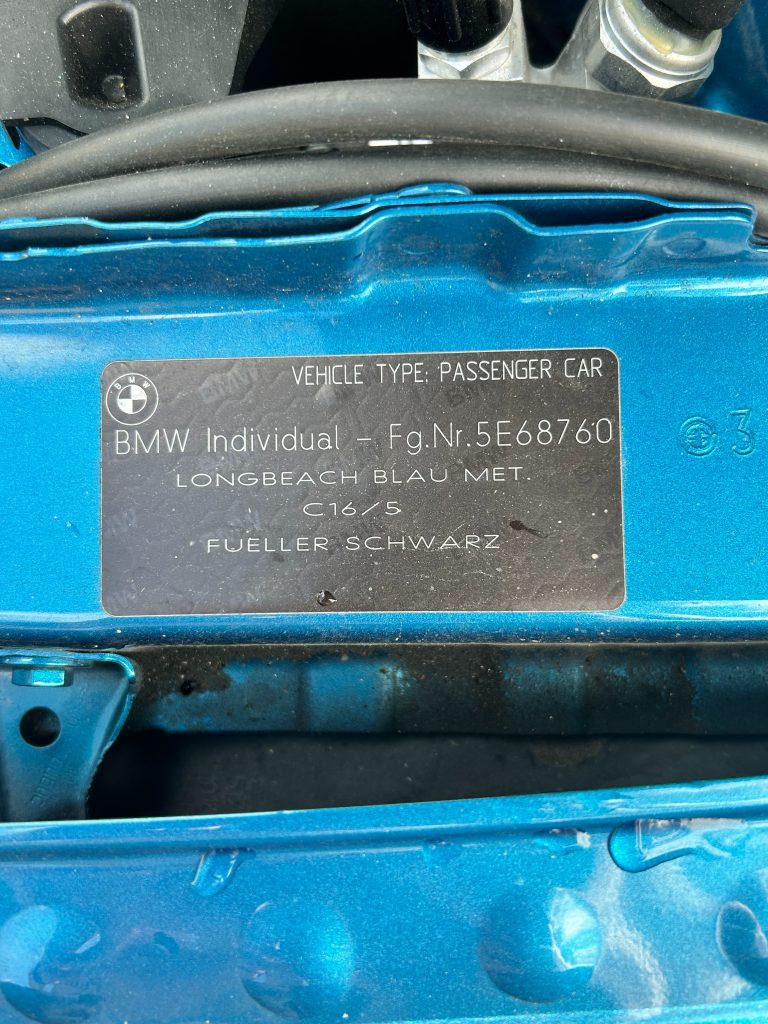 VEHICLE TYPE: PASSENGER CAR
BMW
BMW Individual - Fg.Nr.5E68760
LONGBEACH BLAU MET.
C16/5
FUELLER SCHWARZ
3